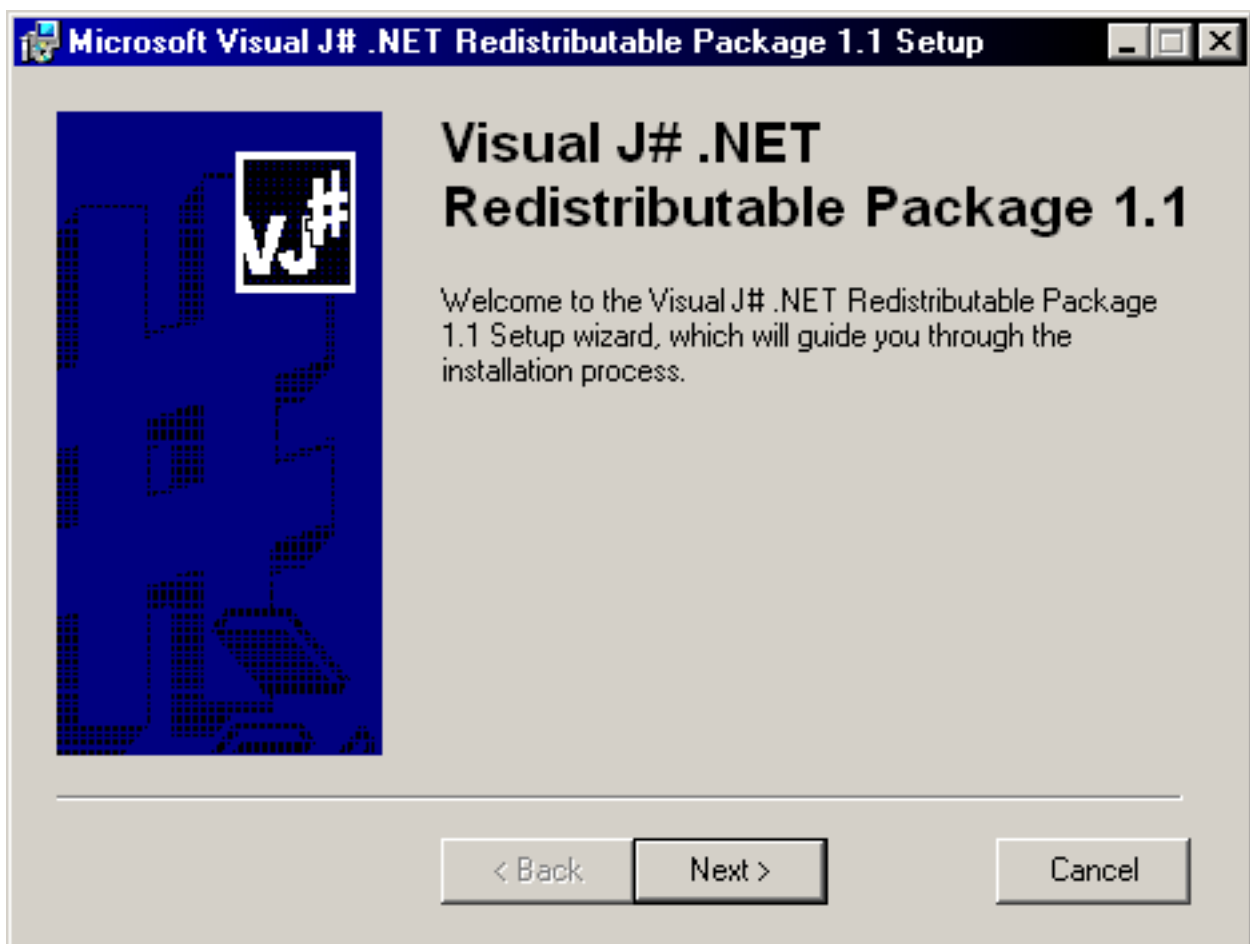 Microsoft Visual J# .NET Redistributable Package 1.1 Setup
VJ#
Visual J# .NET
Redistributable Package 1.1
Welcome to the Visual J# .NET Redistributable Package
1.1 Setup wizard, which will guide you through the
installation process.
< Back
Next >
Cancel